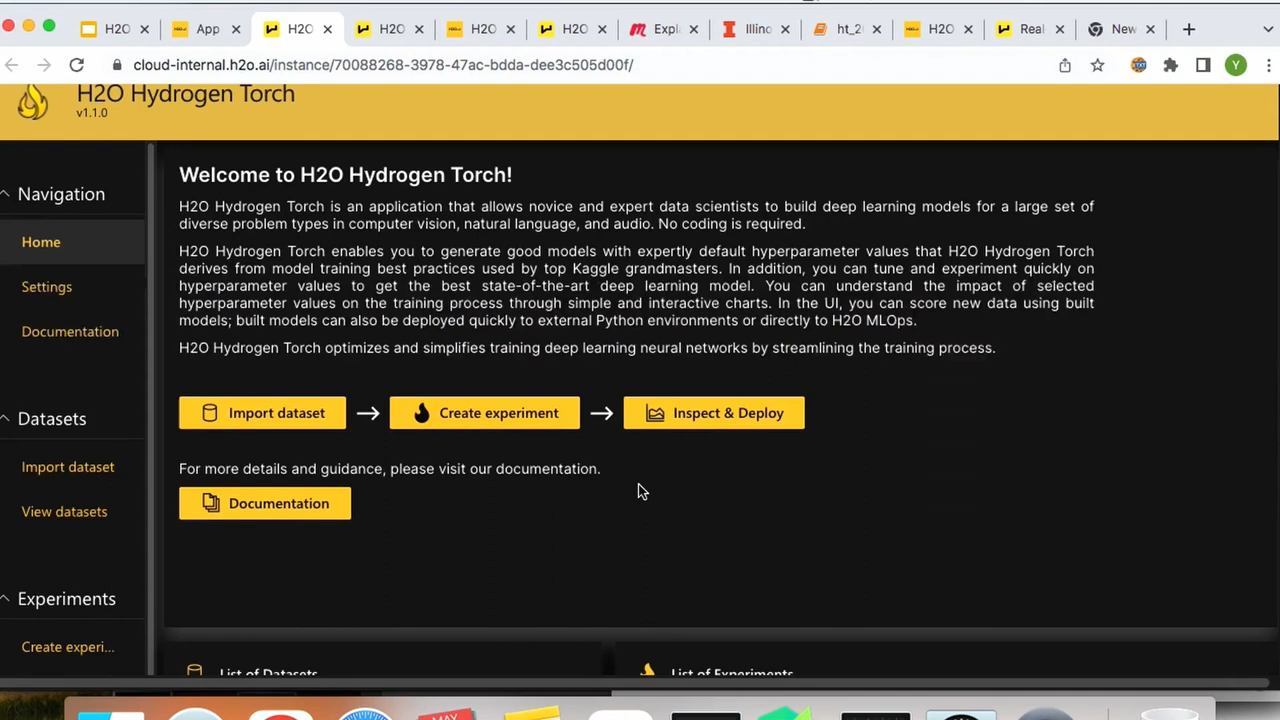 H2O
App
H2O
H2O
H2O
H2O
Expl
Illino
ht_2
H2O
Real
New
cloud-internal.h2o.ai/instance/70088268-3978-47ac-bdda-dee3c505d00f/
TXT
Y
H2O Hydrogen Torch
v1.1.0
Navigation
Home
Settings
Documentation
Datasets
Import dataset
View datasets
Experiments
Create experi...
Welcome to H2O Hydrogen Torch!
H2O Hydrogen Torch is an application that allows novice and expert data scientists to build deep learning models for a large set of
diverse problem types in computer vision, natural language, and audio. No coding is required.
H2O Hydrogen Torch enables you to generate good models with expertly default hyperparameter values that H2O Hydrogen Torch
derives from model training best practices used by top Kaggle grandmasters. In addition, you can tune and experiment quickly on
hyperparameter values to get the best state-of-the-art deep learning model. You can understand the impact of selected
hyperparameter values on the training process through simple and interactive charts. In the UI, you can score new data using built
models; built models can also be deployed quickly to external Python environments or directly to H2O MLOps.
H2O Hydrogen Torch optimizes and simplifies training deep learning neural networks by streamlining the training process.
Import dataset
Create experiment
Inspect & Deploy
For more details and guidance, please visit our documentation.
Documentation
List of Datasets
List of Experiments
MAY